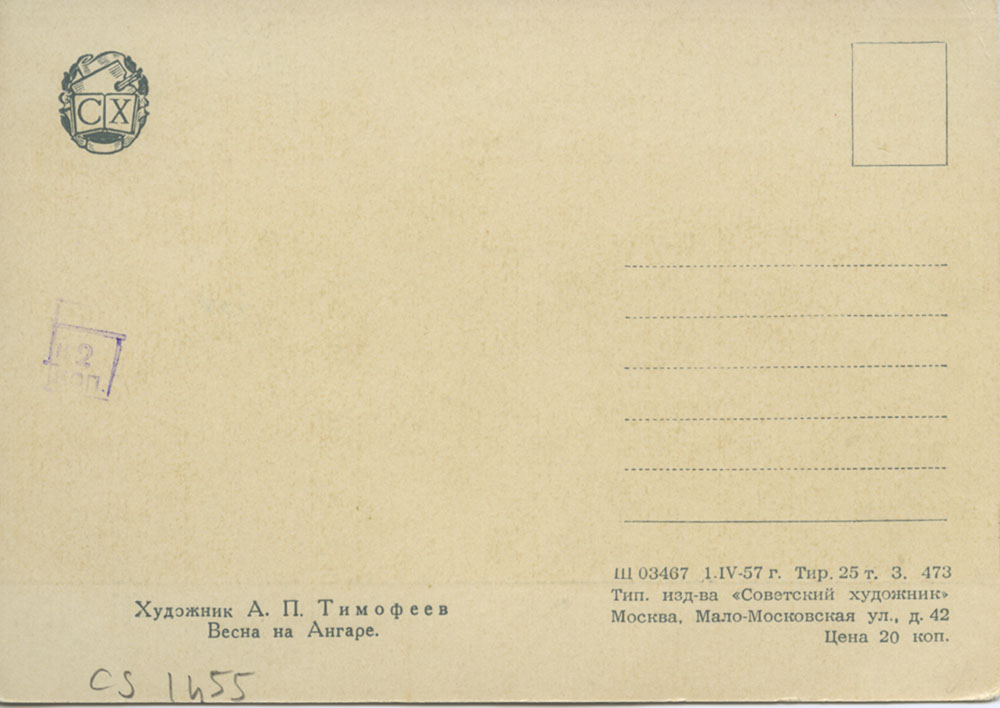 СХ
2
коп.
Художник А. П. Тимофеев
Весна на Ангаре.
Ш 03467 1.IV-57 г. Тир. 25 т. З. 473
Тип. изд-ва «Советский художник»
Москва, Мало-Московская ул., д. 42
Цена 20 коп.
CS 1455